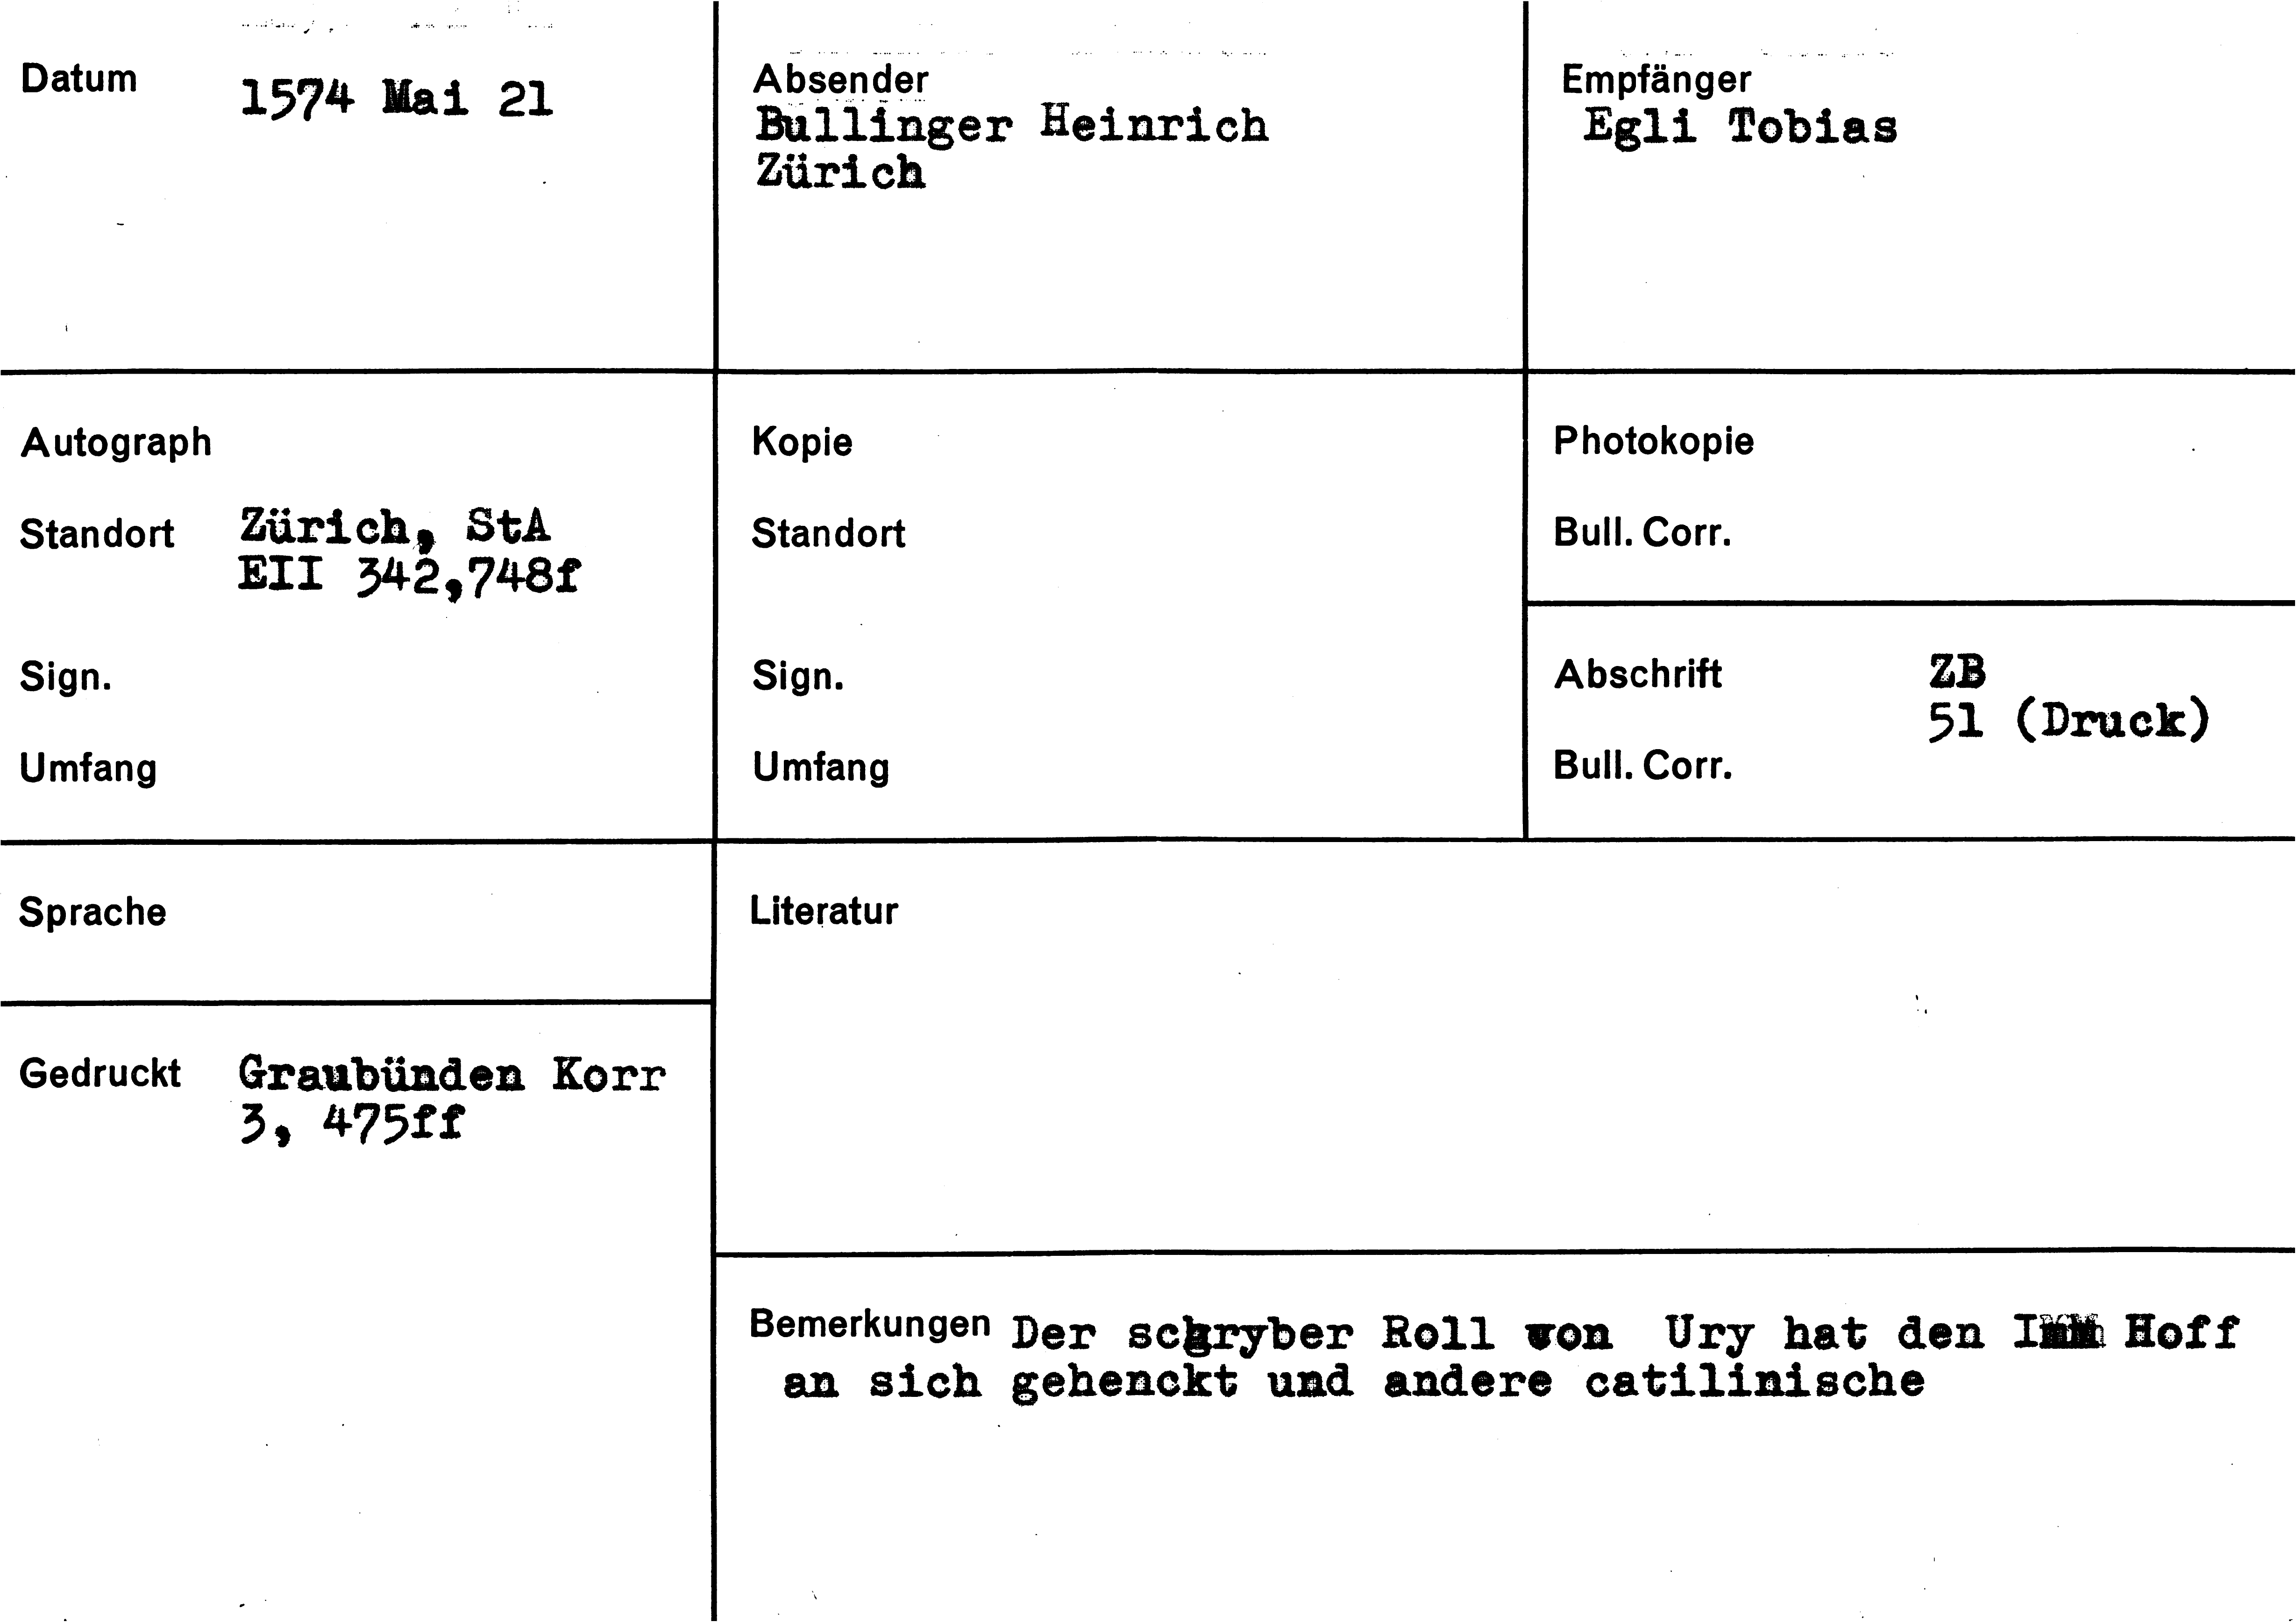 Datum 1574 Mai 21
Absender
Bullinger Heinrich
Zürich
Empfänger
Egli Tobias
Autograph
Standort Zürich, StA
EII 342,748f
Sign.
Umfang
Kopie
Standort
Sign.
Umfang
Photokopie
Bull. Corr.
Abschrift ZB
51 (Druck)
Bull. Corr.
Sprache
Literatur
Gedruckt Graubünden Korr
3, 475ff
Bemerkungen Der schryber Roll von Ury hat den Hoff
an sich gehenckt und andere catilinische